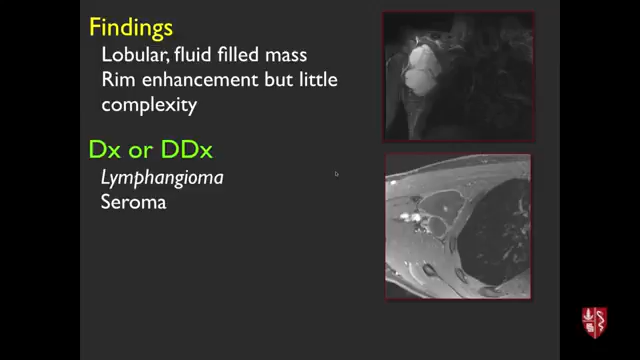 Findings
Lobular, fluid filled mass
Rim enhancement but little
complexity
Dx or DDx
Lymphangioma
Seroma